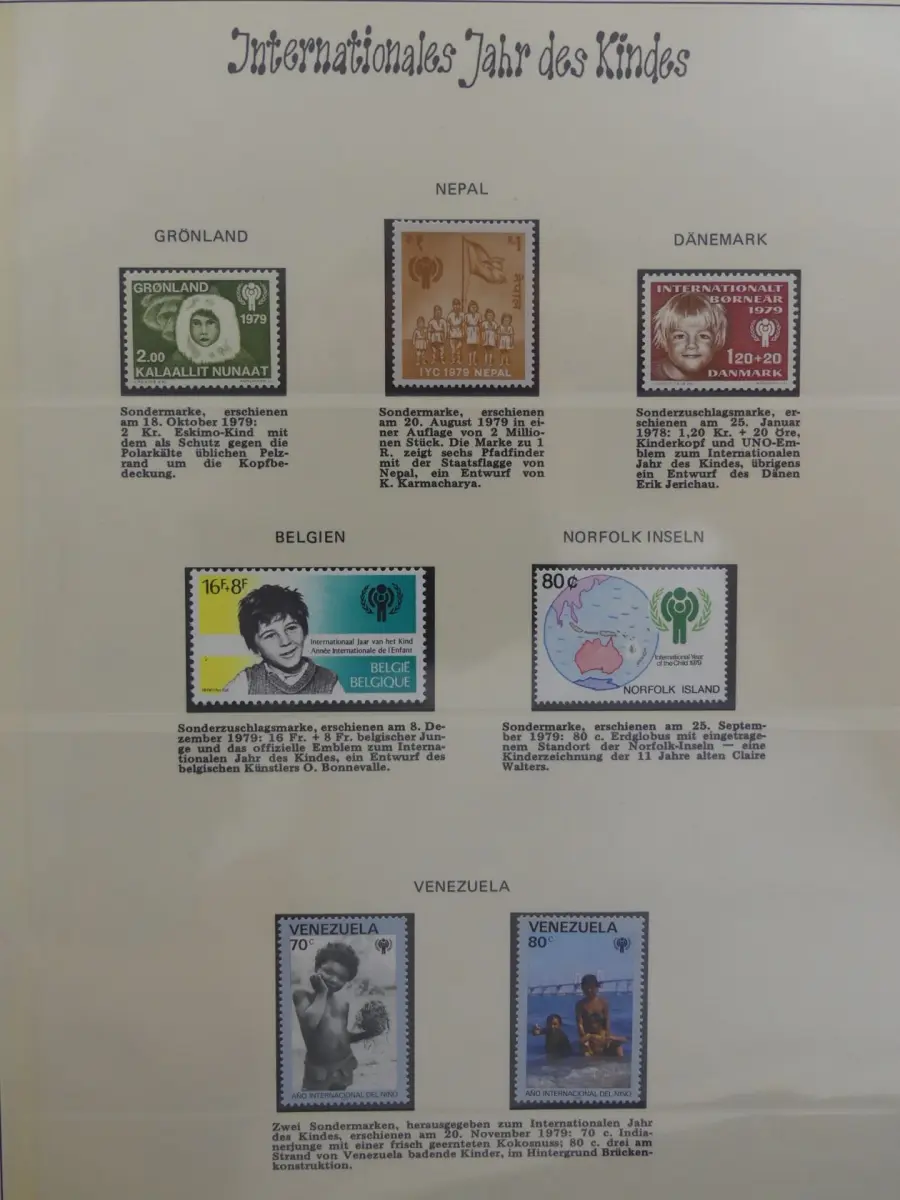 Internationales Jahr des Kindes
NEPAL
GRÖNLAND
DÄNEMARK
GRØNLAND
1979
2.00
KALAALLIT NUNAAT
IYC 1979 NEPAL
INTERNATIONALT
BØRNEÅR
1979
120+20
DANMARK
Sondermarke, erschienen
am 18. Oktober 1979:
2 Kr. Eskimo-Kind mit
dem als Schutz gegen die
Polarkälte üblichen Pelz-
rand um die Kopfbe-
deckung.
Sondermarke, erschienen
am 20. August 1979 in ei-
ner Auflage von 2 Millio-
nen Stück. Die Marke zu 1
R. zeigt sechs Pfadfinder
mit der Staatsflagge von
Nepal, ein Entwurf von
K. Karmacharya.
Sonderzuschlagsmarke, er-
schienen am 25. Januar
1978: 1,20 Kr. + 20 Öre,
Kinderkopf und UNO-Em-
blem zum Internationalen
Jahr des Kindes, übrigens
ein Entwurf des Dänen
Erik Jerichau.
BELGIEN
NORFOLK INSELN
16F+8F
Internationaal Jaar van het Kind
Année Internationale de l'Enfant
BELGIË
BELGIQUE
80c
International Year
of the Child 1979
NORFOLK ISLAND
Sonderzuschlagsmarke, erschienen am 8. De-
zember 1979: 16 Fr. + 8 Fr. belgischer Jun-
ge und das offizielle Emblem zum Interna-
tionalen Jahr des Kindes, ein Entwurf des
belgischen Künstlers O. Bonnevalle.
Sondermarke, erschienen am 25. Septem-
ber 1979: 80 c. Erdglobus mit eingetrage-
nem Standort der Norfolk-Inseln — eine
Kinderzeichnung der 11 Jahre alten Claire
Walters.
VENEZUELA
VENEZUELA
70c
AÑO INTERNACIONAL DEL NIÑO
VENEZUELA
80c
AÑO INTERNACIONAL DEL NIÑO
Zwei Sondermarken, herausgegeben zum Internationalen Jahr
des Kindes, erschienen am 20. November 1979: 70 c. India-
nerjunge mit einer frisch geernteten Kokosnuss; 80 c. drei am
Strand von Venezuela badende Kinder, im Hintergrund Brücken-
konstruktion.